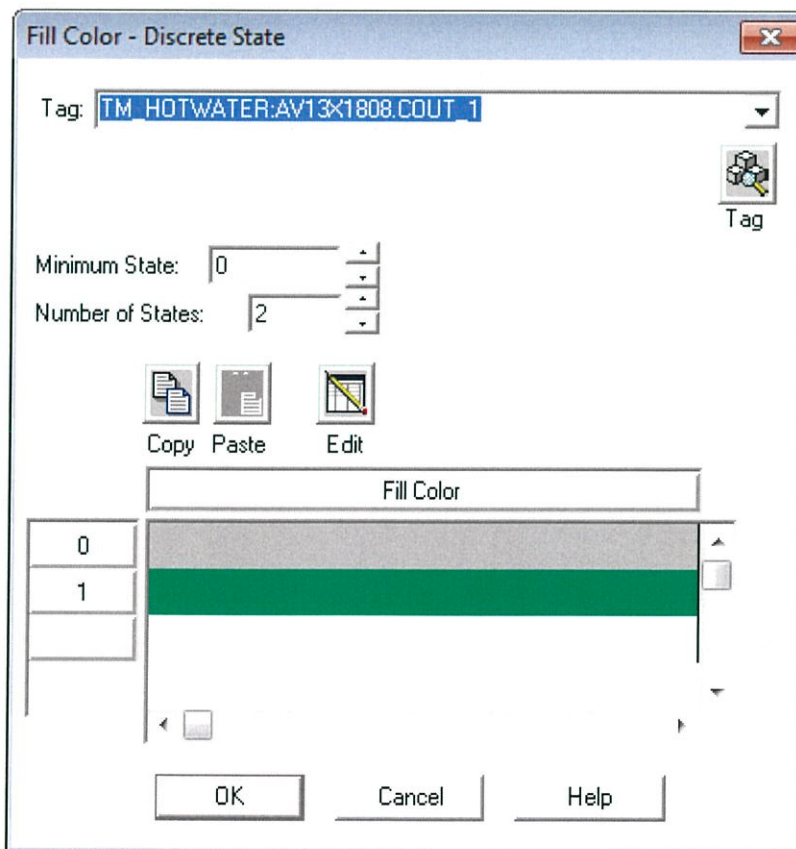 Fill Color - Discrete State
Tag: TM_HOTWATER:AV13X1808.COUT_1
Tag
Minimum State: 0
Number of States: 2
Copy Paste Edit
Fill Color
0
1
OK Cancel Help